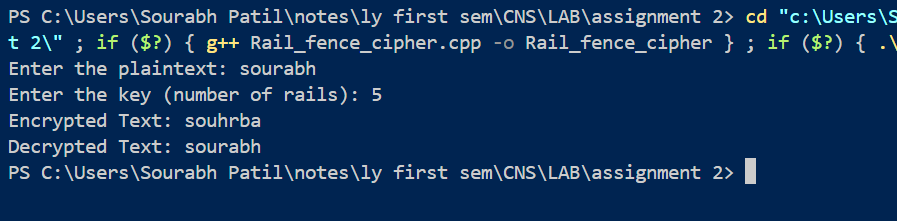 PS C:\Users\Sourabh Patil\notes\ly first sem\CNS\LAB\assignment 2> cd "c:\Users\S
t 2\" ; if ($?) { g++ Rail_fence_cipher.cpp -o Rail_fence_cipher } ; if ($?) { .\
Enter the plaintext: sourabh
Enter the key (number of rails): 5
Encrypted Text: souhrba
Decrypted Text: sourabh
PS C:\Users\Sourabh Patil\notes\ly first sem\CNS\LAB\assignment 2>